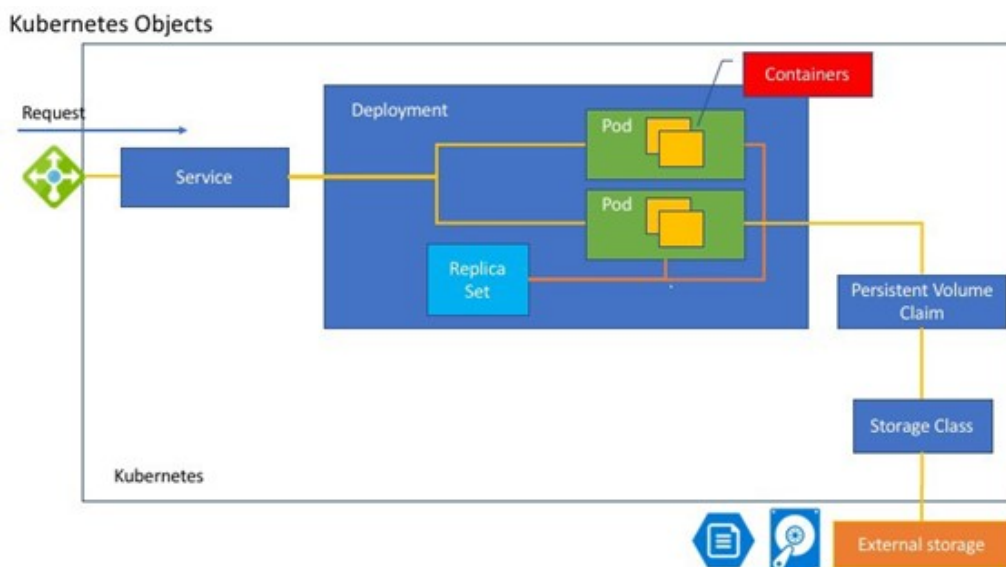 Kubernetes Objects
Containers
Request
Deployment
Pod
Service
Pod
Replica
Set
Persistent Volume
Claim
Storage Class
Kubernetes
External storage